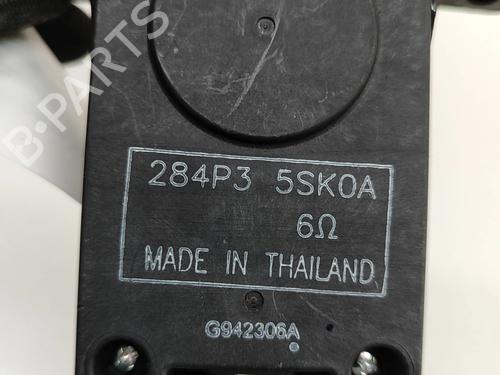 B-PARTS
284P3 5SK0A
6Ω
MADE IN THAILAND
G942306A